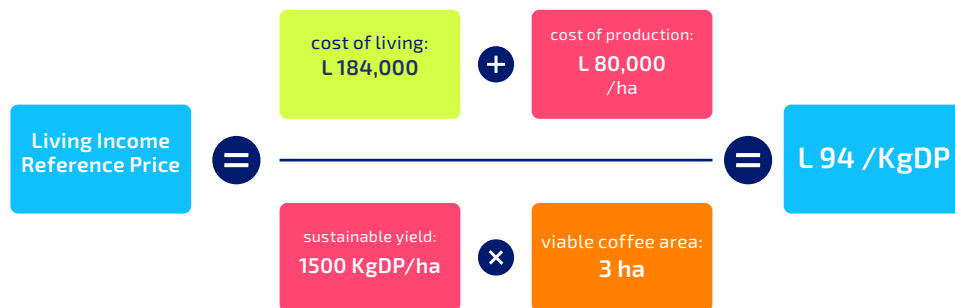 cost of living:
L 184,000
+
cost of production:
L 80,000
/ha
Living Income
Reference Price
=
=
L 94 /KgDP
sustainable yield:
1500 KgDP/ha
×
viable coffee area:
3 ha